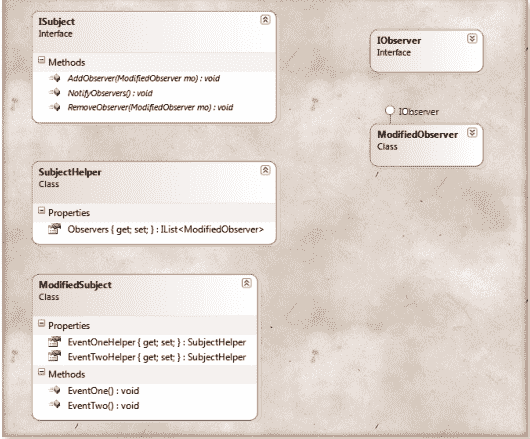 ISubject
Interface
Methods
AddObserver(ModifiedObserver mo) : void
NotifyObservers() : void
RemoveObserver(ModifiedObserver mo) : void
SubjectHelper
Class
Properties
Observers { get; set; } : IList<ModifiedObserver>
ModifiedSubject
Class
Properties
EventOneHelper { get; set; } : SubjectHelper
EventTwoHelper { get; set; } : SubjectHelper
Methods
EventOne() : void
EventTwo() : void
IObserver
Interface
IObserver
ModifiedObserver
Class